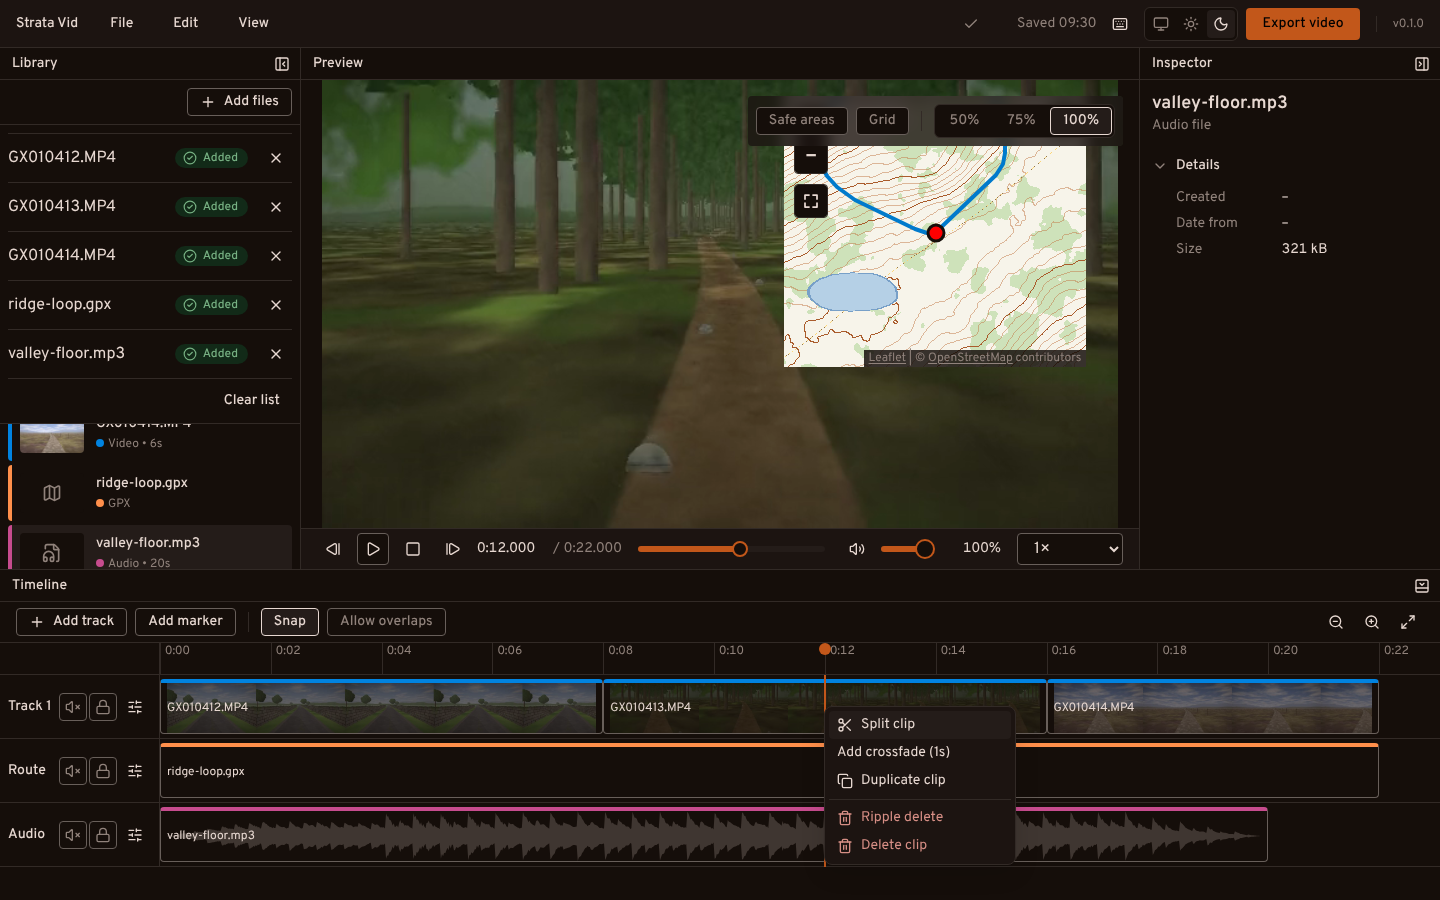 Strata Vid File Edit View Saved 09:30 Export video v0.1.0
Library
Preview
Inspector
Add files
GX010412.MP4 Added
GX010413.MP4 Added
GX010414.MP4 Added
ridge-loop.gpx Added
valley-floor.mp3 Added
Clear list
GX010414.MP4
Video • 6s
ridge-loop.gpx
GPX
valley-floor.mp3
Audio • 20s
Safe areas Grid 50% 75% 100%
Leaflet | © OpenStreetMap contributors
0:12.000 / 0:22.000 100% 1×
valley-floor.mp3
Audio file
Details
Created –
Date from –
Size 321 kB
Timeline
Add track Add marker Snap Allow overlaps
0:00 0:02 0:04 0:06 0:08 0:10 0:12 0:14 0:16 0:18 0:20 0:22
Track 1 GX010412.MP4 GX010413.MP4 GX010414.MP4
Route ridge-loop.gpx
Audio valley-floor.mp3
Split clip
Add crossfade (1s)
Duplicate clip
Ripple delete
Delete clip